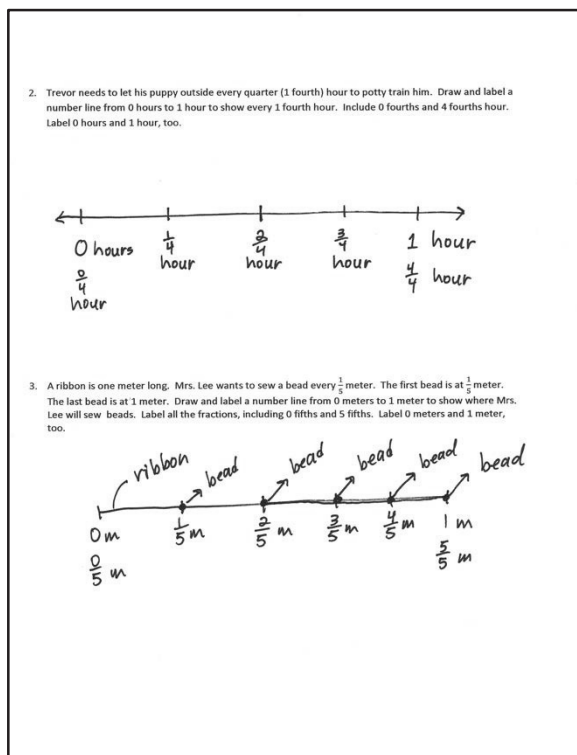 2. Trevor needs to let his puppy outside every quarter (1 fourth) hour to potty train him. Draw and label a
number line from 0 hours to 1 hour to show every 1 fourth hour. Include 0 fourths and 4 fourths hour.
Label 0 hours and 1 hour, too.
0 hours 1/4 hour 2/4 hour 3/4 hour 1 hour
0/4 hour 4/4 hour
3. A ribbon is one meter long. Mrs. Lee wants to sew a bead every 1/5 meter. The first bead is at 1/5 meter.
The last bead is at 1 meter. Draw and label a number line from 0 meters to 1 meter to show where Mrs.
Lee will sew beads. Label all the fractions, including 0 fifths and 5 fifths. Label 0 meters and 1 meter,
too.
ribbon bead bead bead bead bead
0 m 1/5 m 2/5 m 3/5 m 4/5 m 1 m
0/5 m 5/5 m